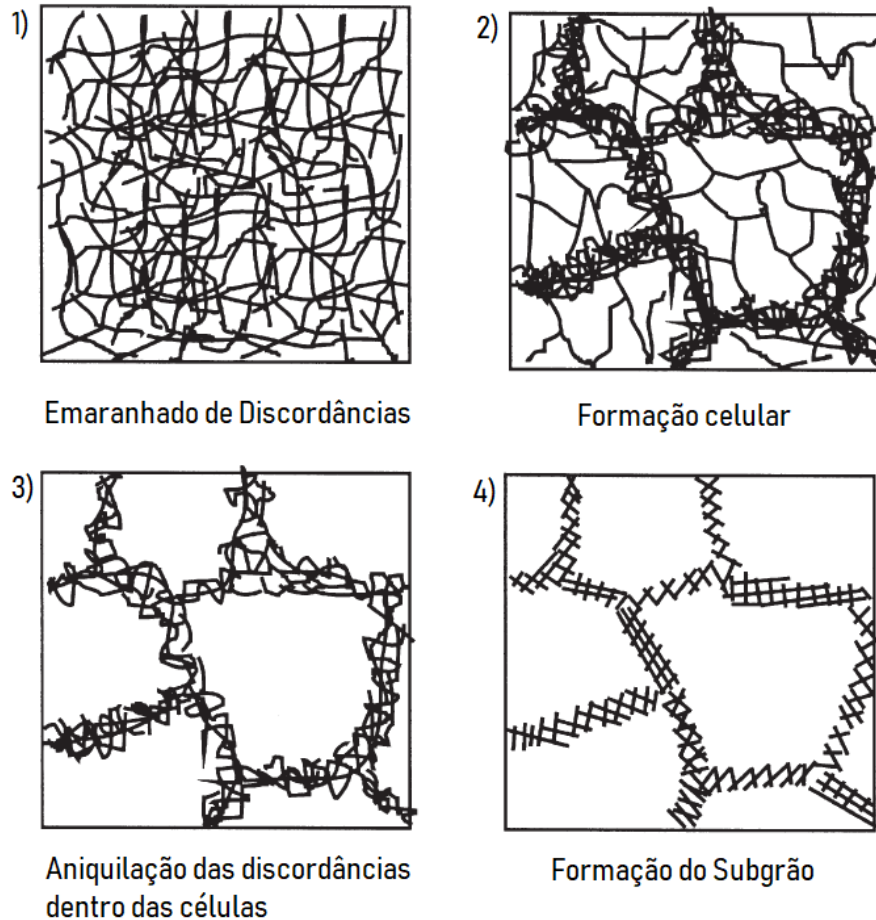 1)
Emaranhado de Discordâncias
2)
Formação celular
3)
Aniquilação das discordâncias
dentro das células
4)
Formação do Subgrão